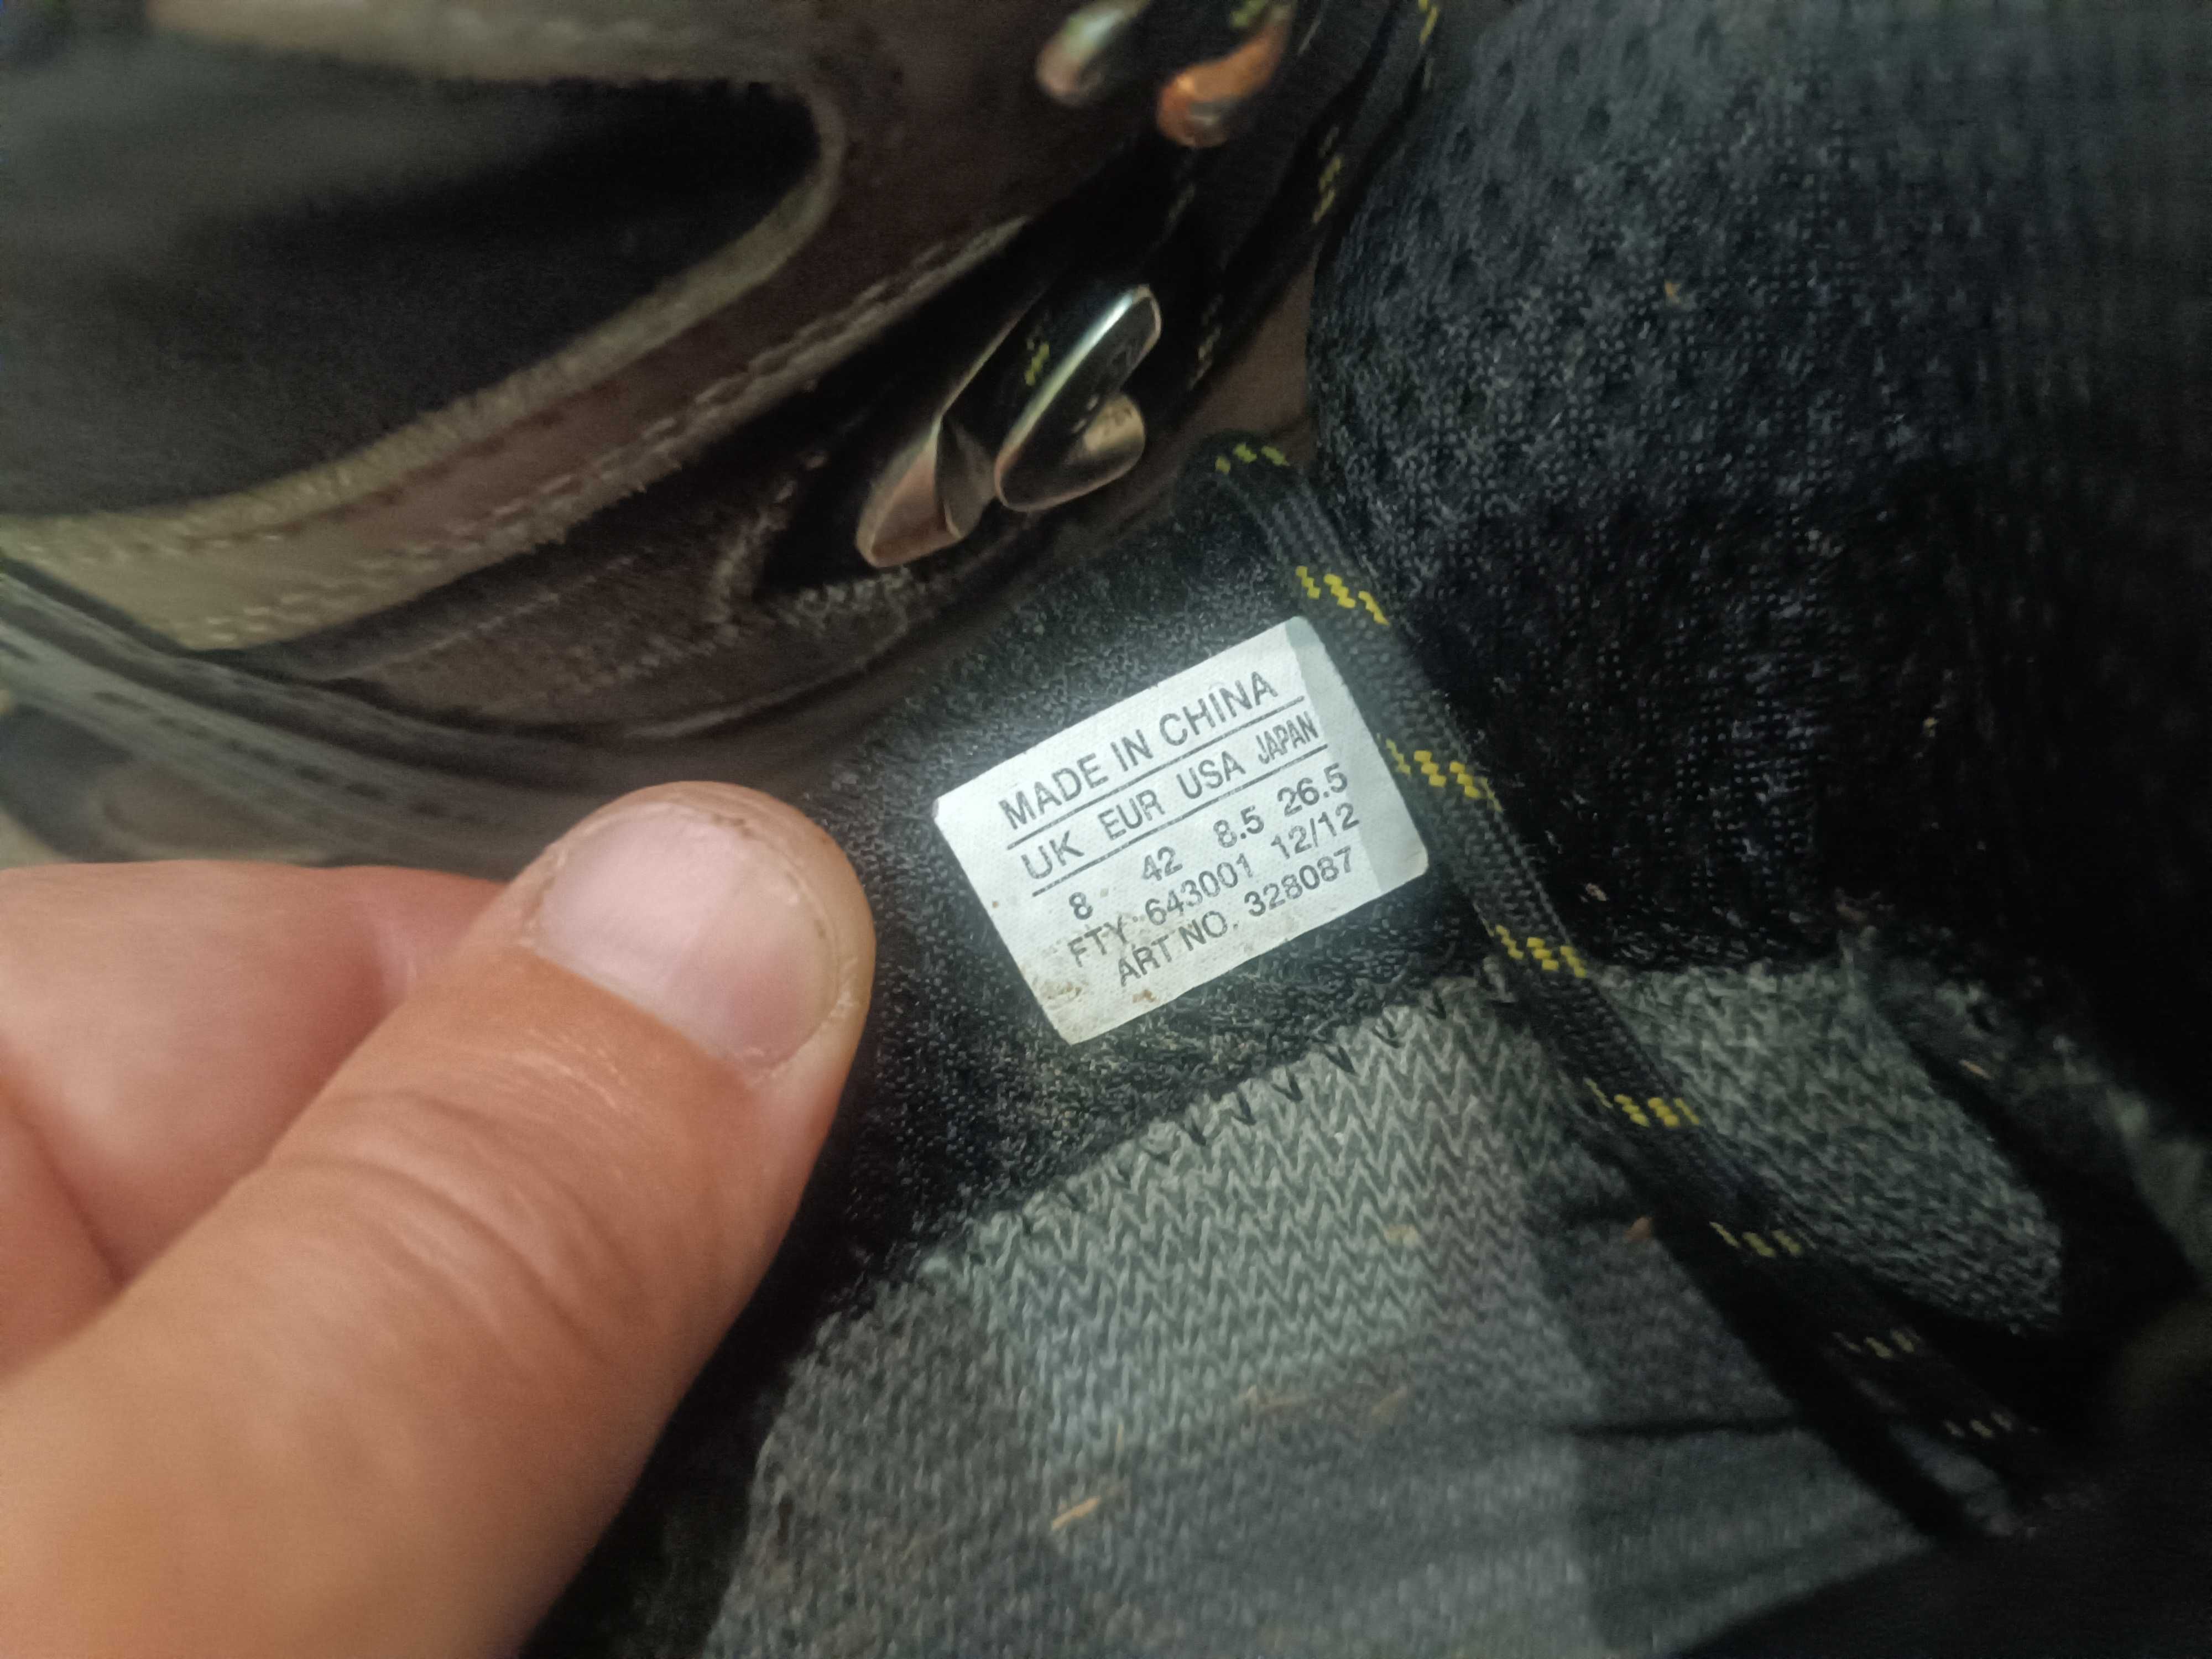 MADE IN CHINA
UK EUR USA JAPAN
8 42 8.5 26.5
FTY 643001 12/12
ART NO. 328087